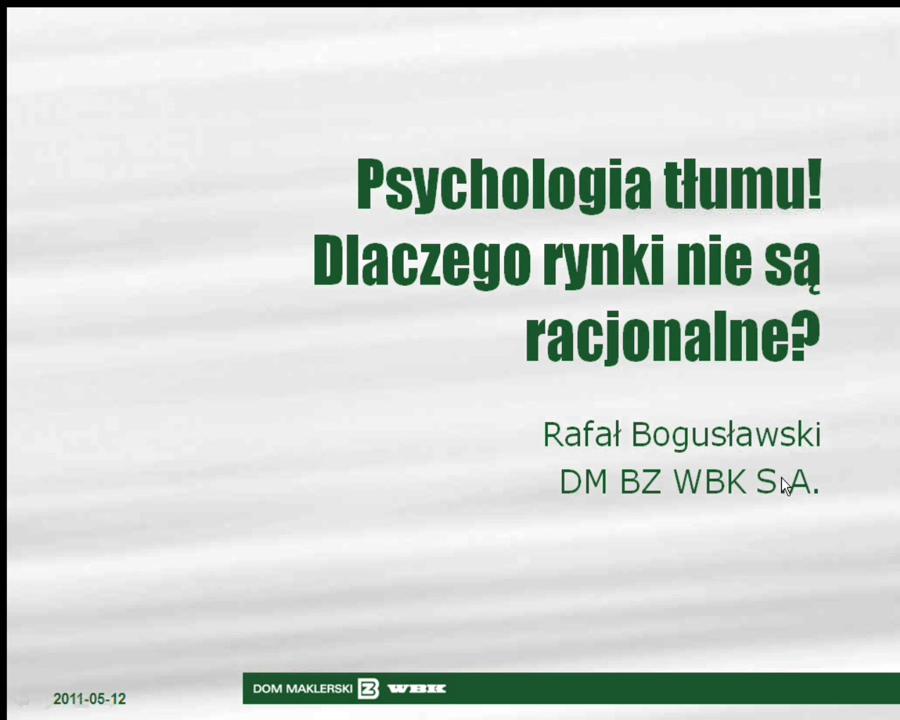 Psychologia tłumu!
Dlaczego rynki nie są
racjonalne?
Rafał Bogusławski
DM BZ WBK S.A.
2011-05-12
DOM MAKLERSKI Z WBK